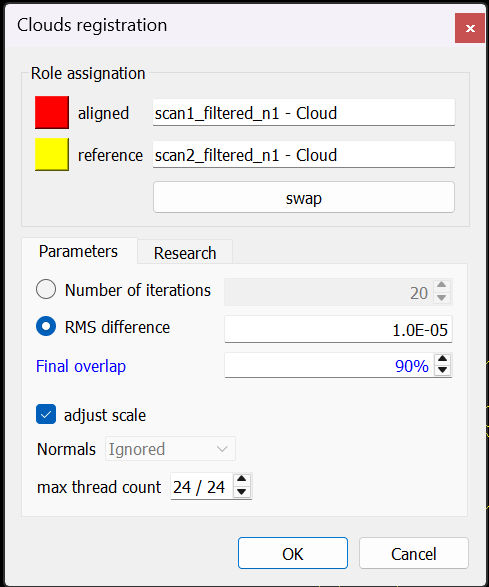 Clouds registration
x
Role assignation
aligned scan1_filtered_n1 - Cloud
reference scan2_filtered_n1 - Cloud
swap
Parameters Research
Number of iterations 20
RMS difference 1.0E-05
Final overlap 90%
adjust scale
Normals Ignored
max thread count 24 / 24
OK Cancel